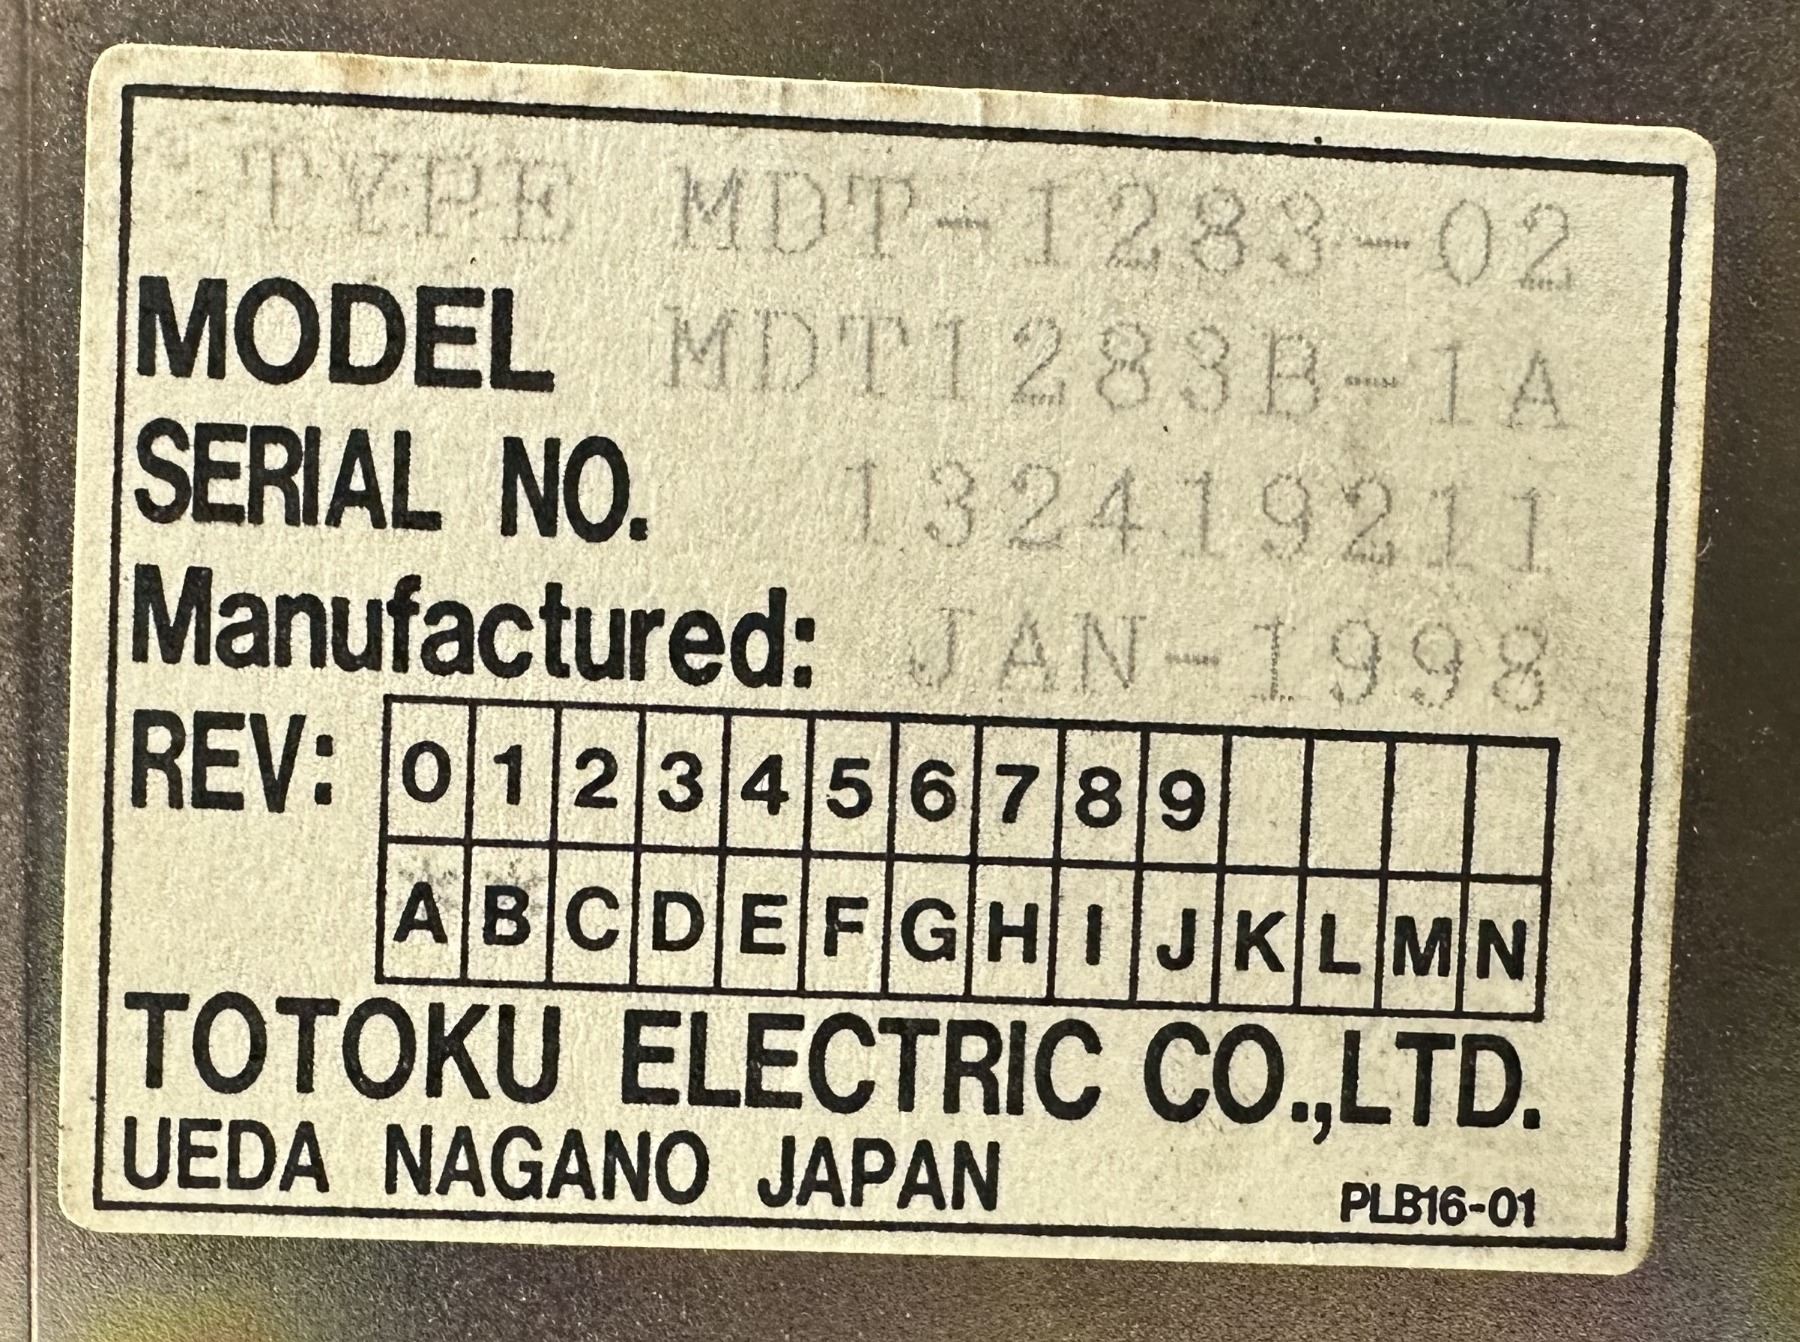 TYPE MDT-1283-02
MODEL MDT1283B-1A
SERIAL NO. 132419211
Manufactured: JAN-1998
REV: 0 1 2 3 4 5 6 7 8 9
A B C D E F G H I J K L M N
TOTOKU ELECTRIC CO.,LTD.
UEDA NAGANO JAPAN
PLB16-01